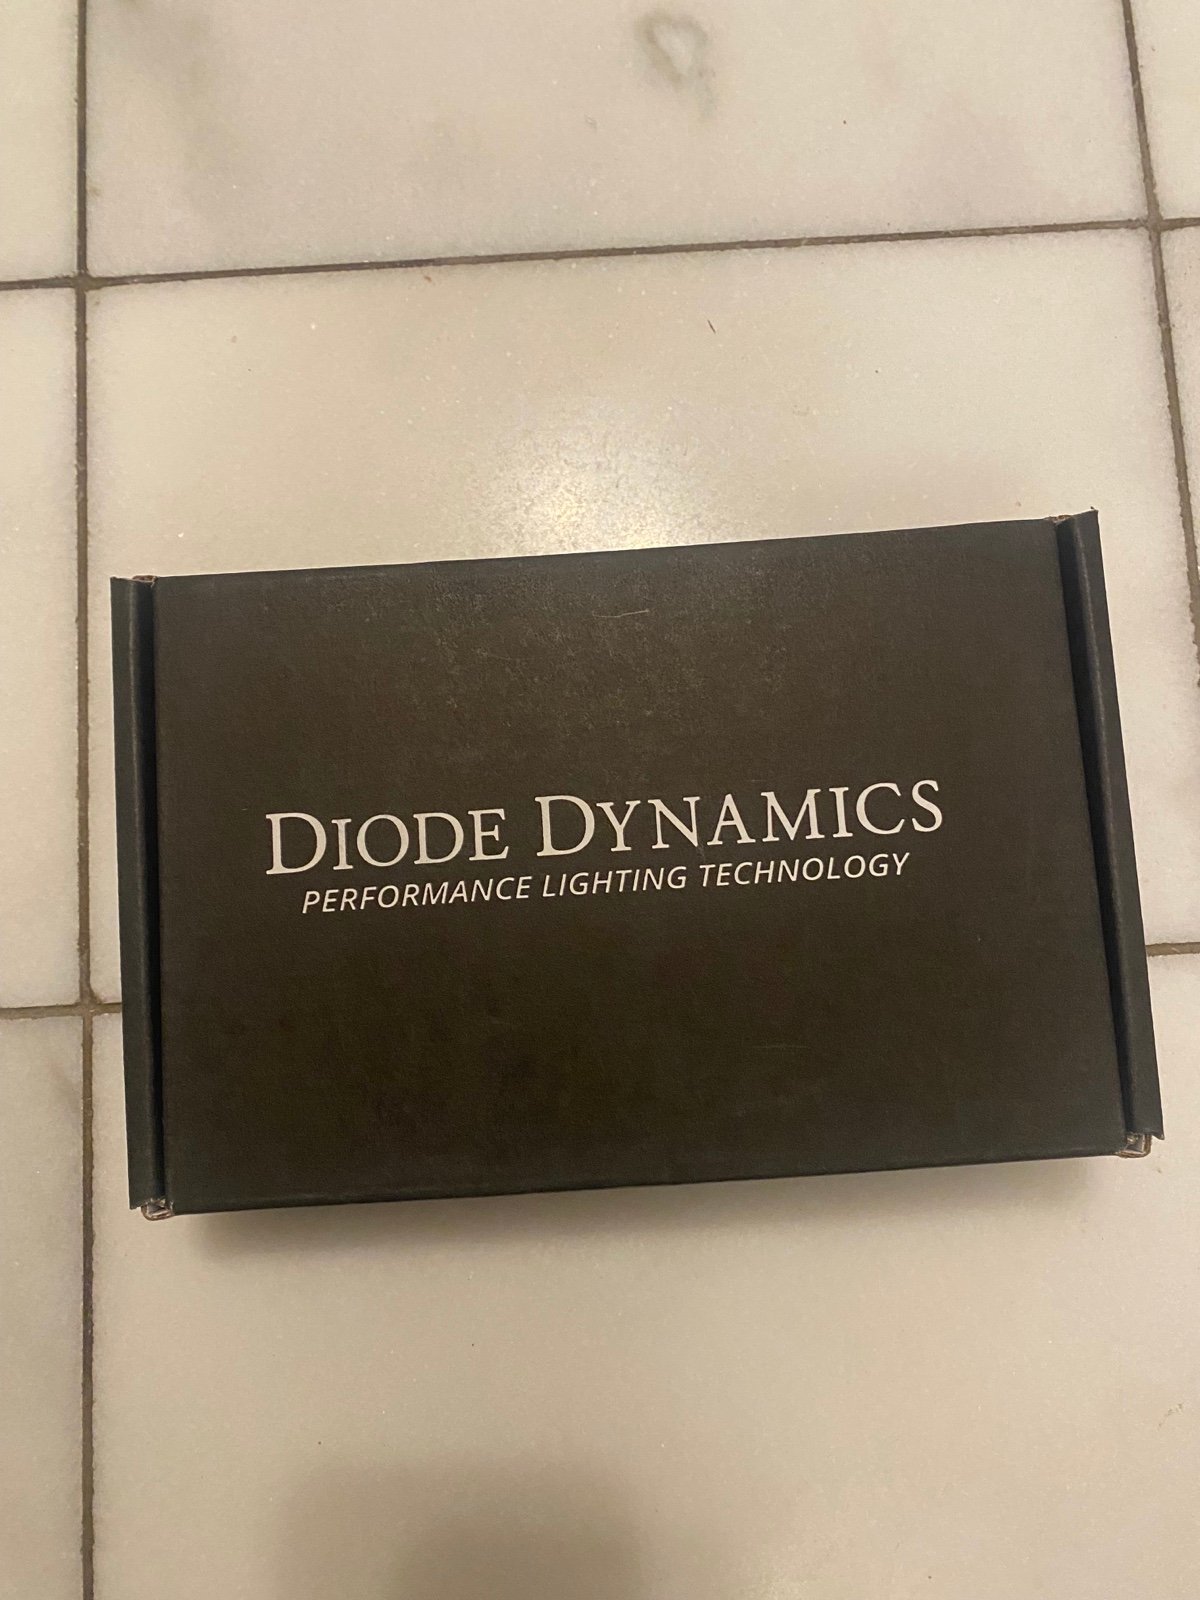 DIODE DYNAMICS
PERFORMANCE LIGHTING TECHNOLOGY